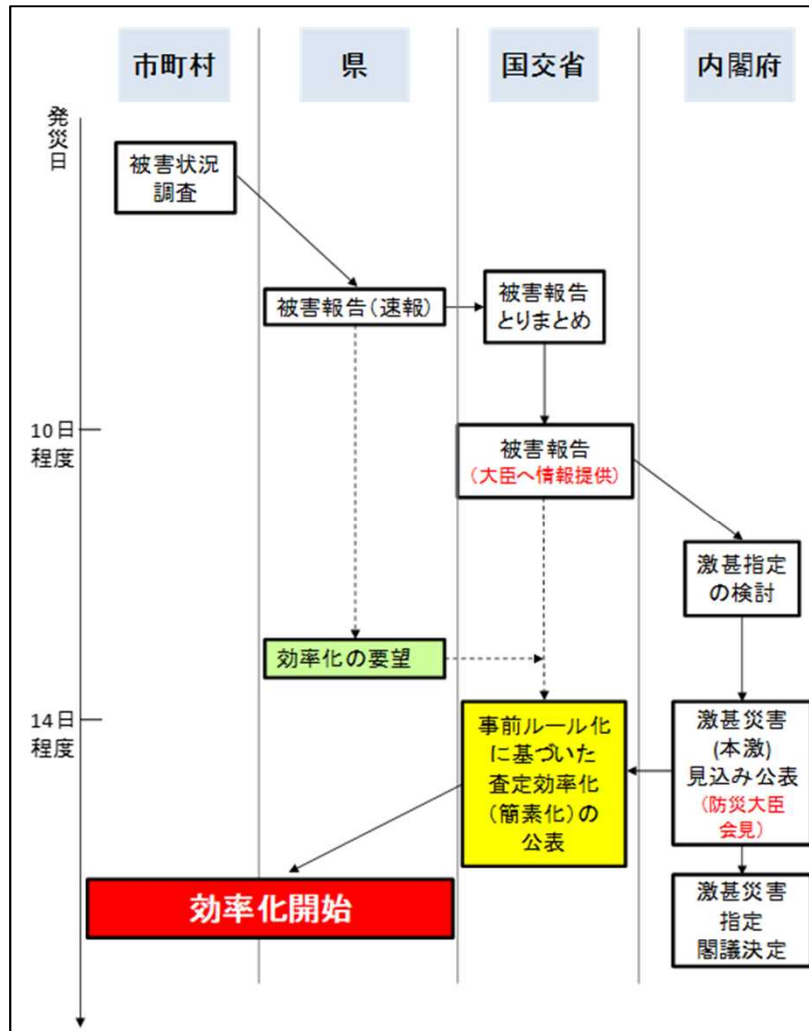 市町村
県
国交省
内閣府
発災日
被害状況
調査
被害報告(速報)
被害報告
とりまとめ
10日
程度
被害報告
(大臣へ情報提供)
激甚指定
の検討
効率化の要望
14日
程度
事前ルール化
に基づいた
査定効率化
(簡素化)の
公表
激甚災害
(本激)
見込み公表
(防災大臣
会見)
効率化開始
激甚災害
指定
閣議決定